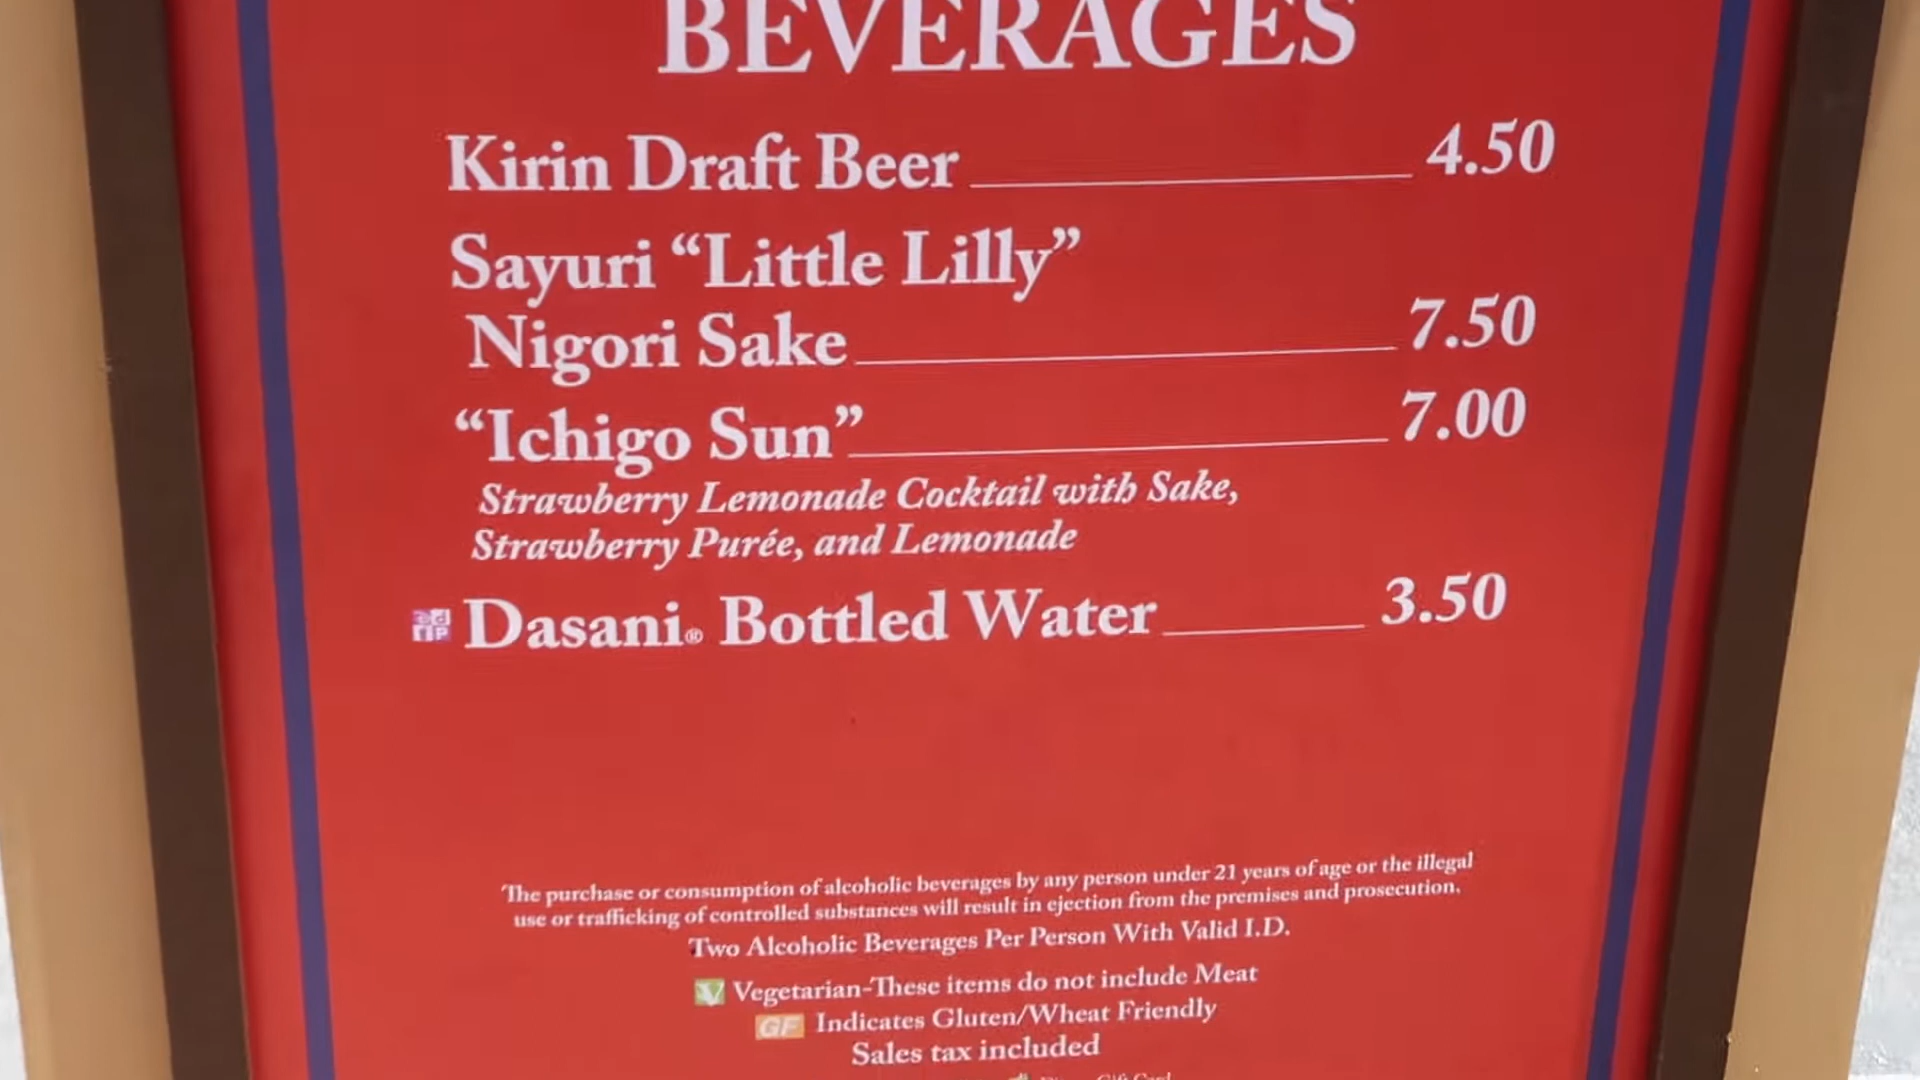 BEVERAGES
Kirin Draft Beer 4.50
Sayuri “Little Lilly”
Nigori Sake 7.50
“Ichigo Sun” 7.00
Strawberry Lemonade Cocktail with Sake,
Strawberry Purée, and Lemonade
Dasani® Bottled Water 3.50
The purchase or consumption of alcoholic beverages by any person under 21 years of age or the illegal
use or trafficking of controlled substances will result in ejection from the premises and prosecution.
Two Alcoholic Beverages Per Person With Valid I.D.
V Vegetarian-These items do not include Meat
GF Indicates Gluten/Wheat Friendly
Sales tax included